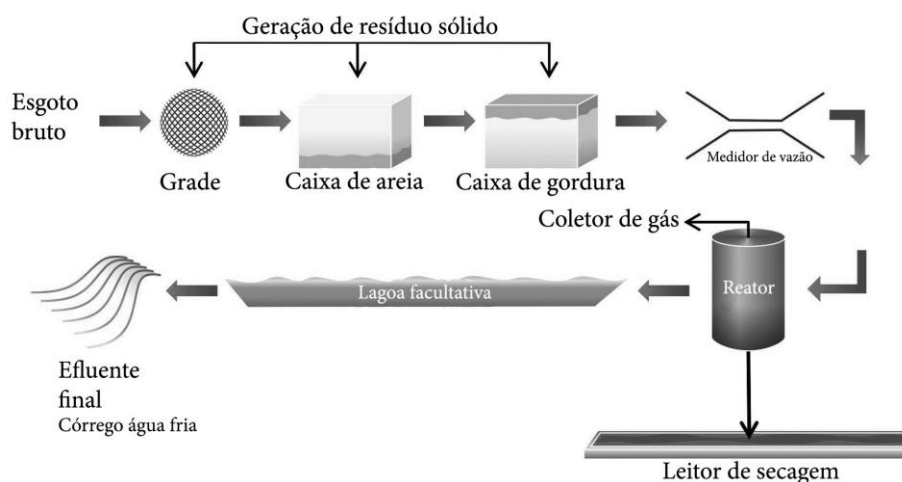 Geração de resíduo sólido
Esgoto
bruto
Grade
Caixa de areia
Caixa de gordura
Medidor de vazão
Coletor de gás
Reator
Lagoa facultativa
Efluente
final
Córrego água fria
Leitor de secagem